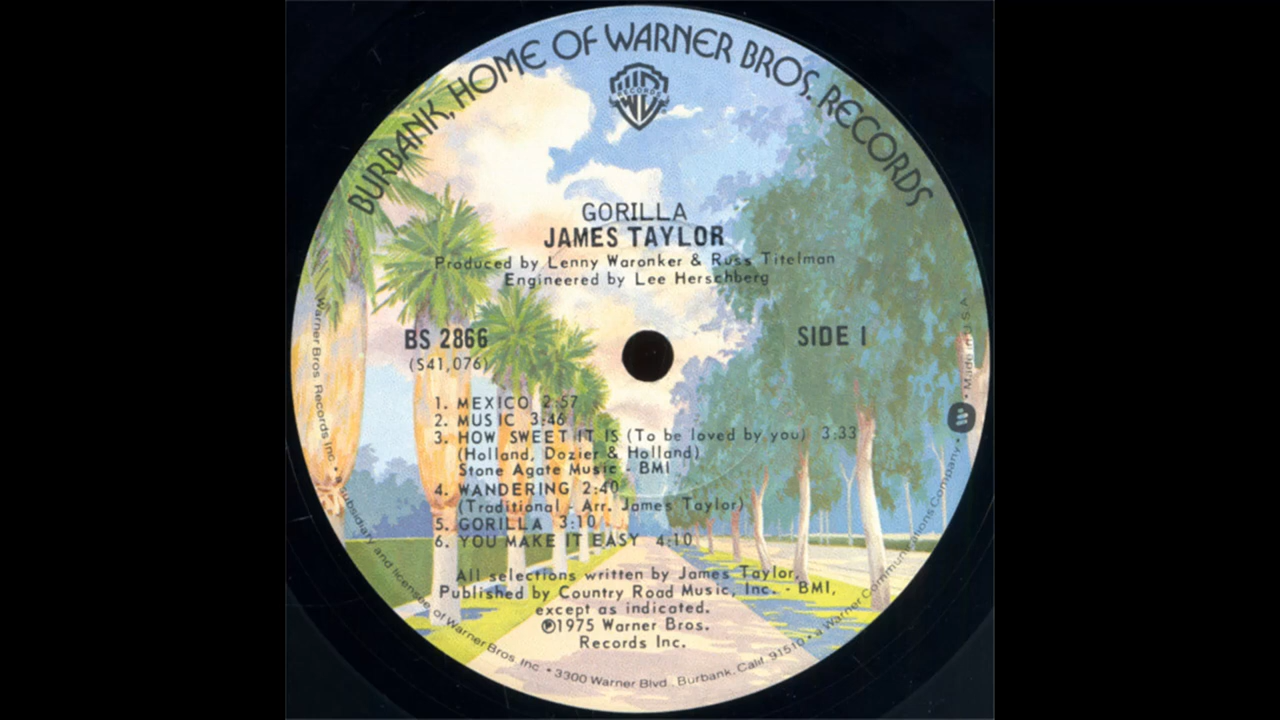 BURBANK, HOME OF WARNER BROS. RECORDS
WB
RECORDS
GORILLA
JAMES TAYLOR
Produced by Lenny Waronker & Russ Titelman
Engineered by Lee Herschberg
BS 2866
SIDE 1
(S41,076)
1. MEXICO 2:57
2. MUSIC 3:46
3. HOW SWEET IT IS (To be loved by you) 3:33
(Holland, Dozier & Holland)
Stone Agate Music - BMI
4. WANDERING 2:40
(Traditional - Arr. James Taylor)
5. GORILLA 3:10
6. YOU MAKE IT EASY 4:10
All selections written by James Taylor.
Published by Country Road Music, Inc. - BMI,
except as indicated.
℗1975 Warner Bros.
Records Inc.
Warner Bros. Records Inc. • a subsidiary and licensee of Warner Bros. Inc. • 3300 Warner Blvd., Burbank, Calif. 91510 • a Warner Communications Company • Made in U.S.A.